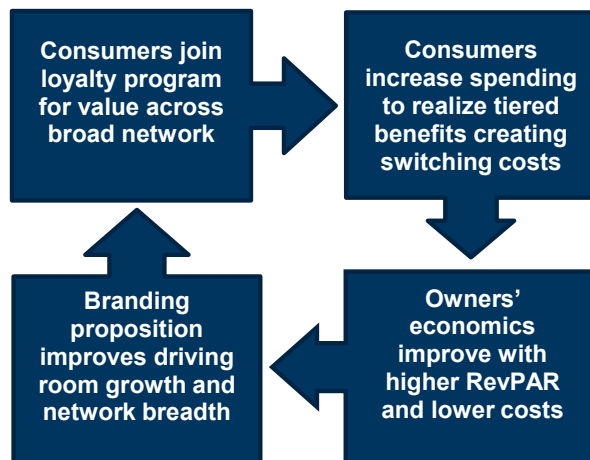 Consumers join
loyalty program
for value across
broad network
Consumers
increase spending
to realize tiered
benefits creating
switching costs
Branding
proposition
improves driving
room growth and
network breadth
Owners’
economics
improve with
higher RevPAR
and lower costs